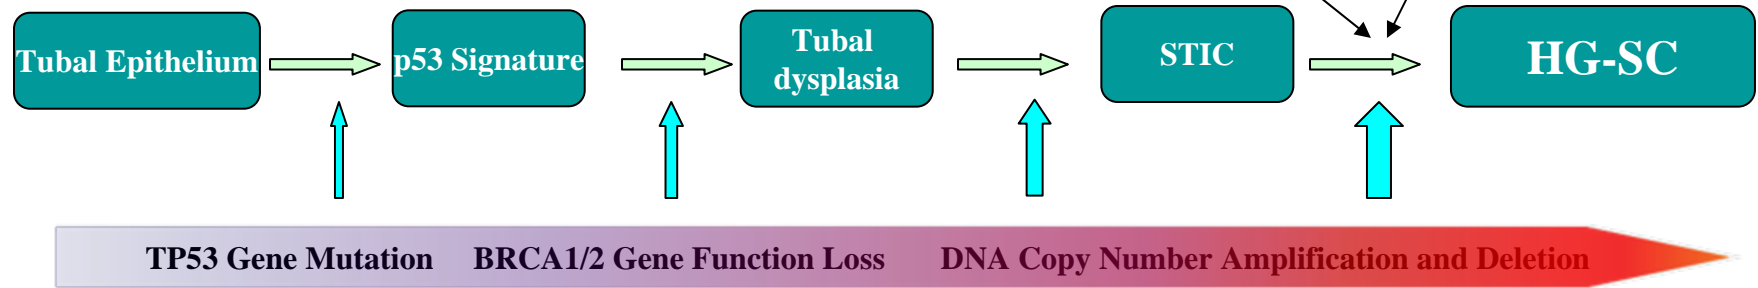 Tubal Epithelium
p53 Signature
Tubal
dysplasia
STIC
HG-SC
TP53 Gene Mutation
BRCA1/2 Gene Function Loss
DNA Copy Number Amplification and Deletion